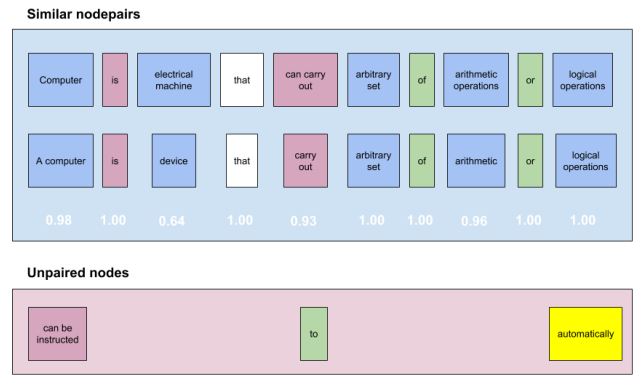 Similar nodepairs
Computer is electrical machine that can carry out arbitrary set of arithmetic operations or logical operations
A computer is device that carry out arbitrary set of arithmetic or logical operations
0.98 1.00 0.64 1.00 0.93 1.00 1.00 0.96 1.00 1.00
Unpaired nodes
can be instructed to automatically